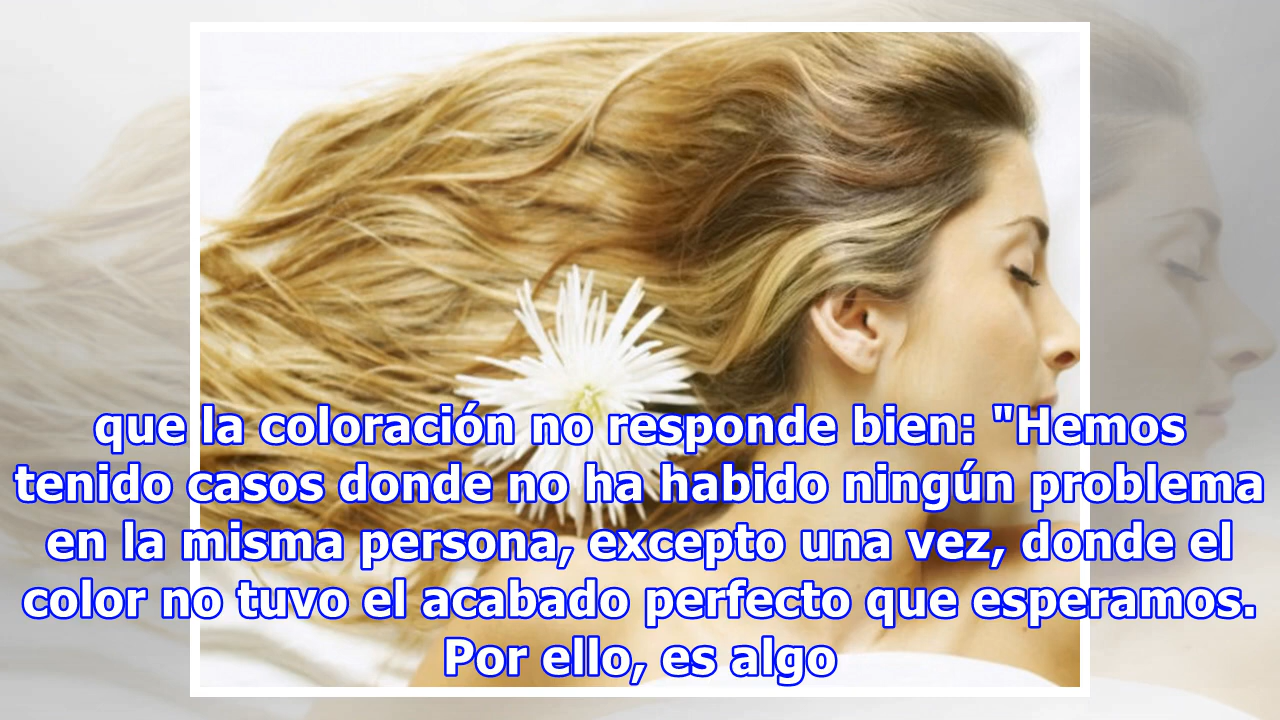 que la coloración no responde bien: "Hemos
tenido casos donde no ha habido ningún problema
en la misma persona, excepto una vez, donde el
color no tuvo el acabado perfecto que esperamos.
Por ello, es algo